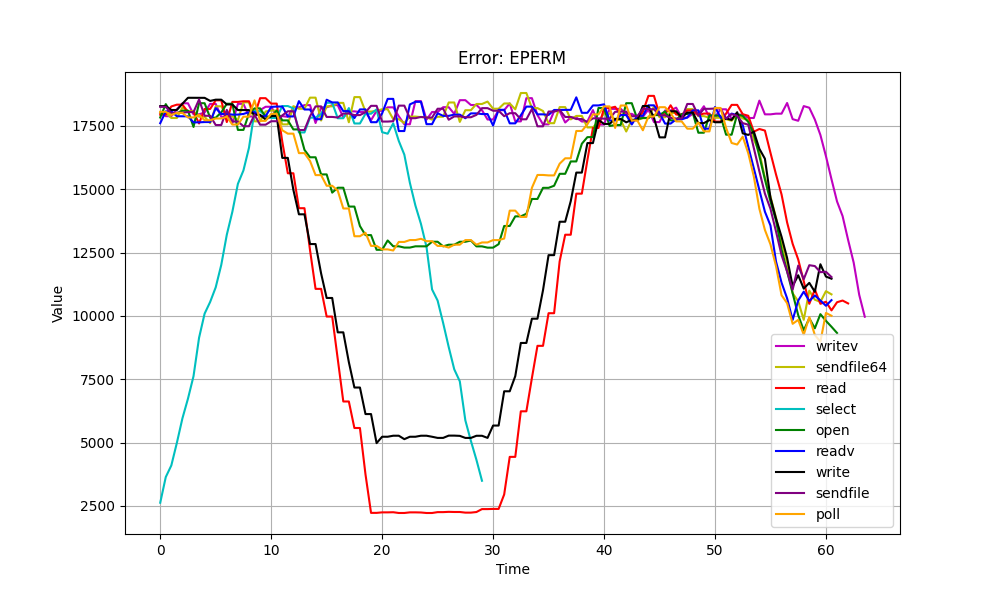 Error: EPERM
Value
17500
15000
12500
10000
7500
5000
2500
0 10 20 30 40 50 60
Time
writev
sendfile64
read
select
open
readv
write
sendfile
poll